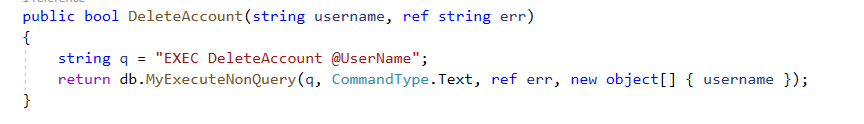 public bool DeleteAccount(string username, ref string err)
{
string q = "EXEC DeleteAccount @UserName";
return db.MyExecuteNonQuery(q, CommandType.Text, ref err, new object[] { username });
}